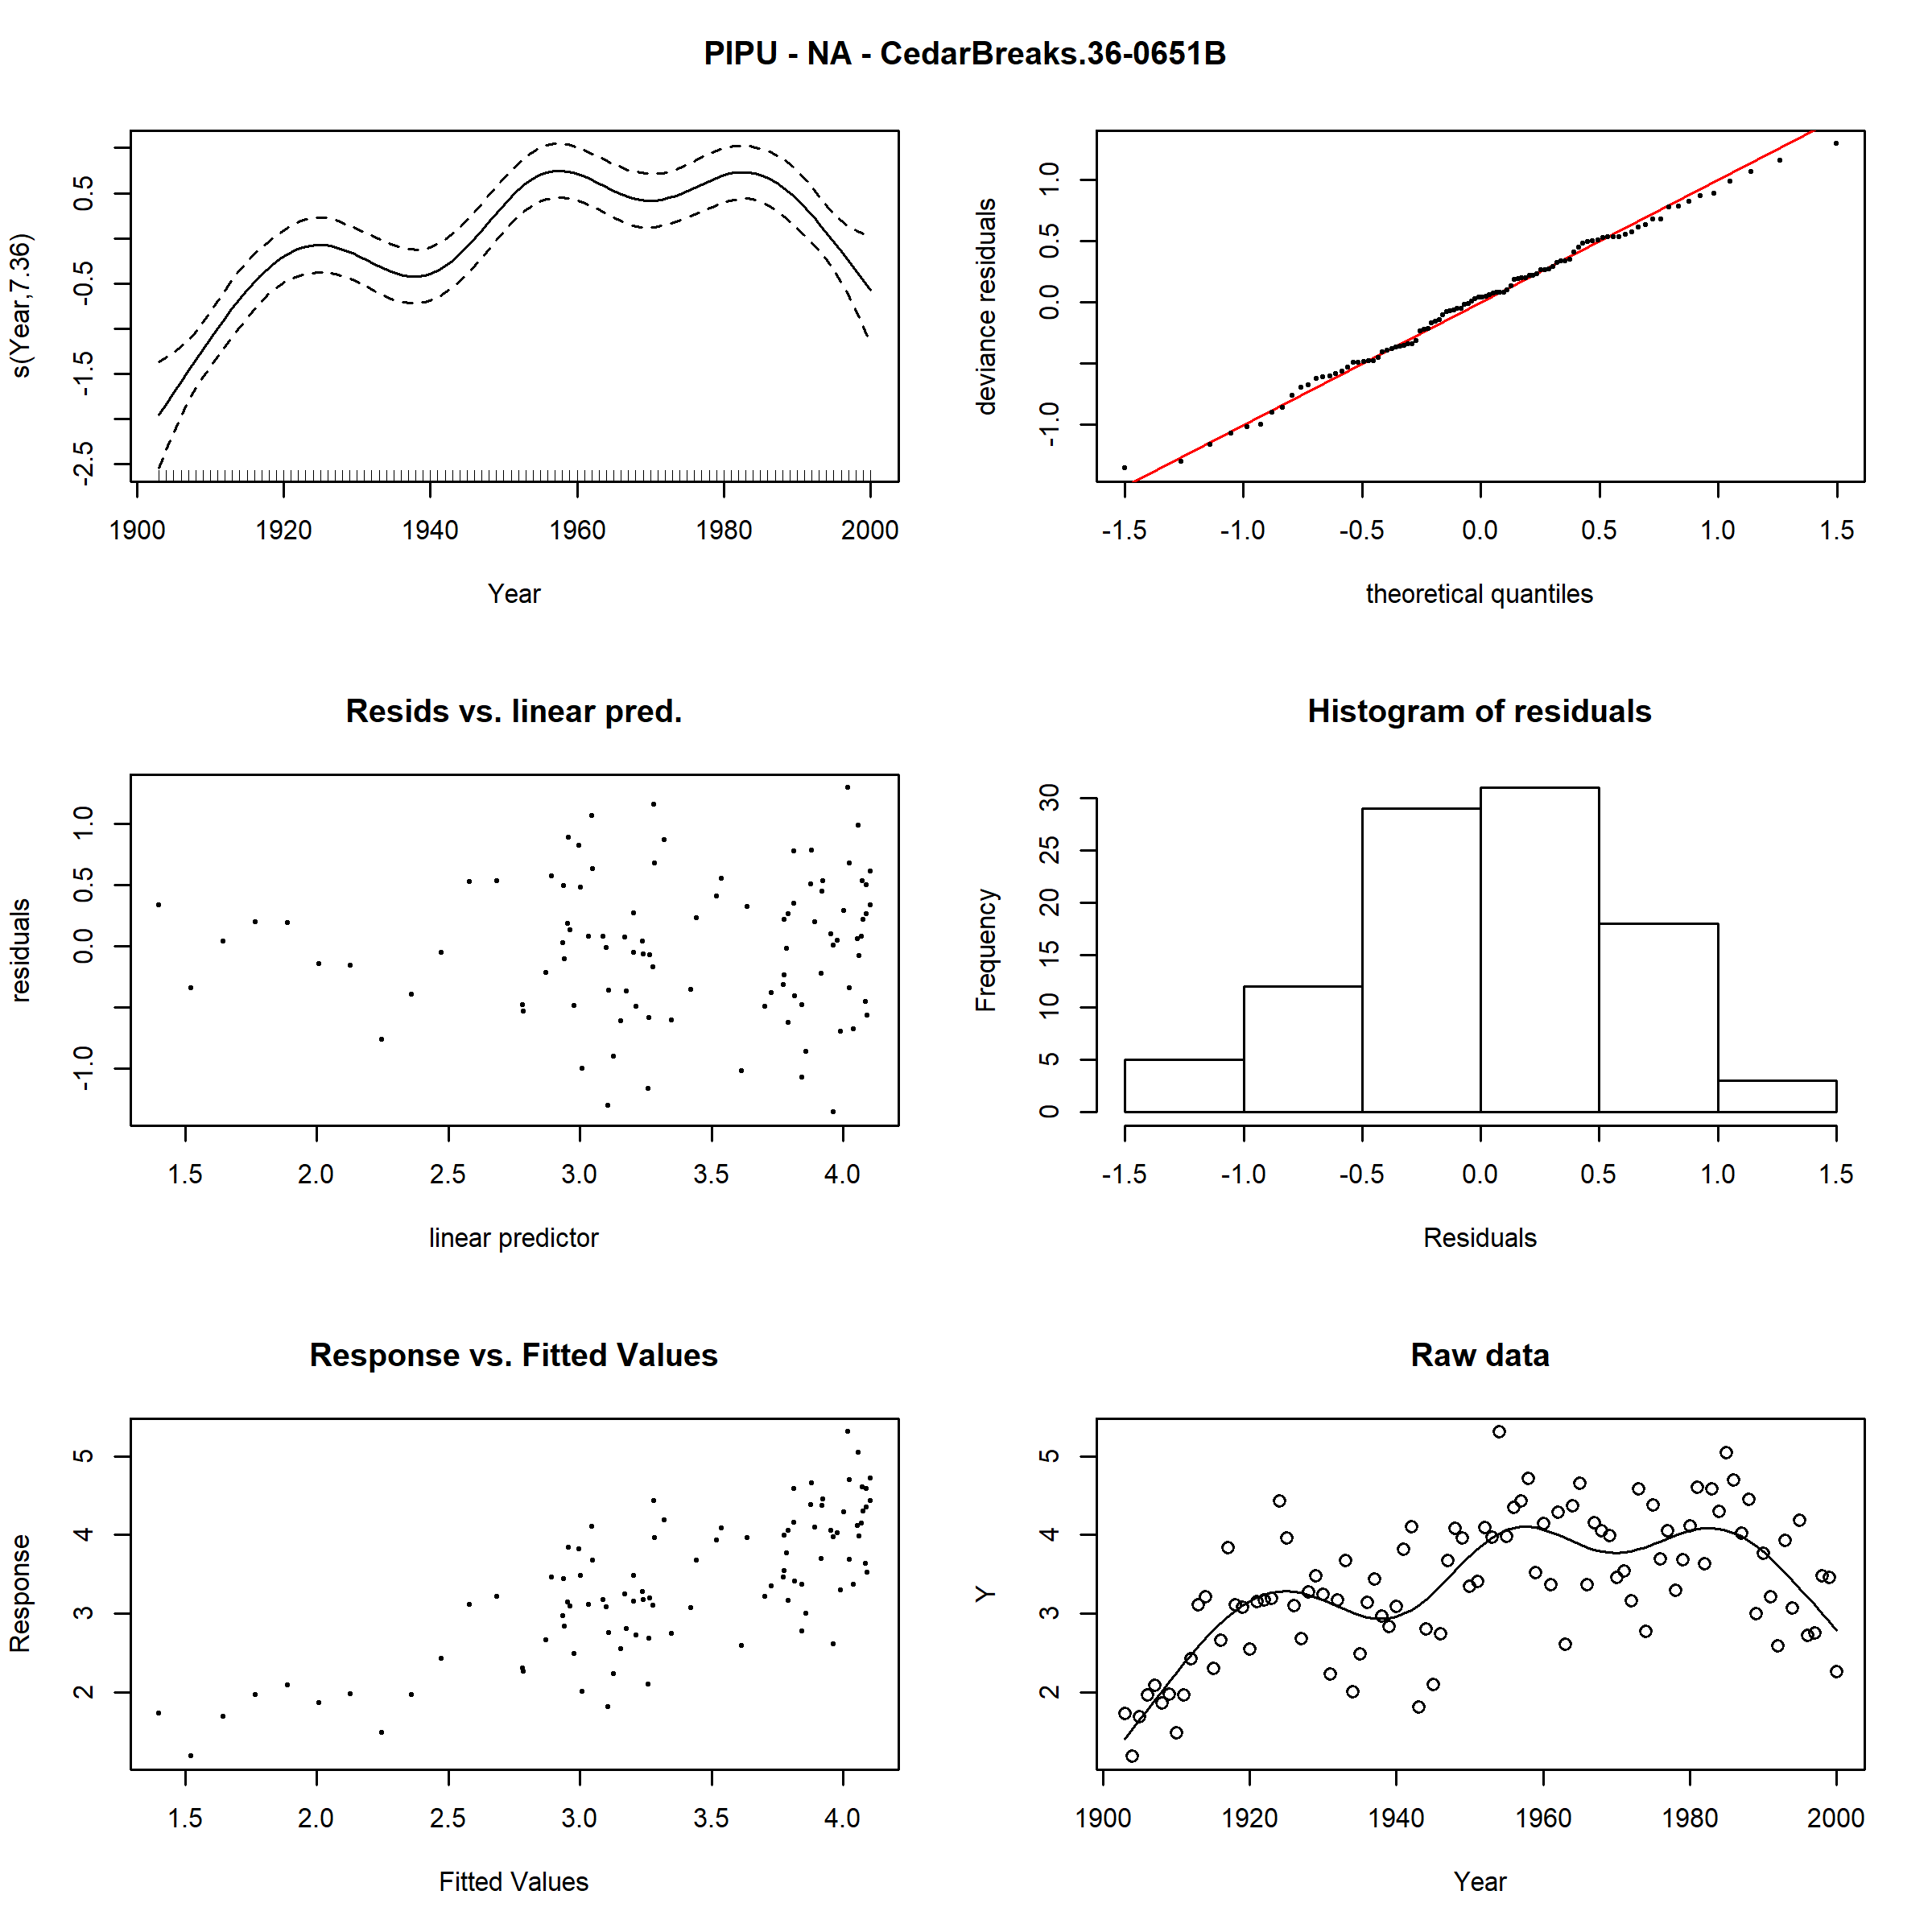 PIPU - NA - CedarBreaks.36-0651B
s(Year,7.36)
0.5
-0.5
-1.5
-2.5
1900 1920 1940 1960 1980 2000
Year
deviance residuals
1.0
0.5
0.0
-1.0
-1.5 -1.0 -0.5 0.0 0.5 1.0 1.5
theoretical quantiles
Resids vs. linear pred.
residuals
1.0
0.5
0.0
-1.0
1.5 2.0 2.5 3.0 3.5 4.0
linear predictor
Histogram of residuals
Frequency
30
25
20
15
10
5
0
-1.5 -1.0 -0.5 0.0 0.5 1.0 1.5
Residuals
Response vs. Fitted Values
Response
5
4
3
2
1.5 2.0 2.5 3.0 3.5 4.0
Fitted Values
Raw data
Y
5
4
3
2
1900 1920 1940 1960 1980 2000
Year